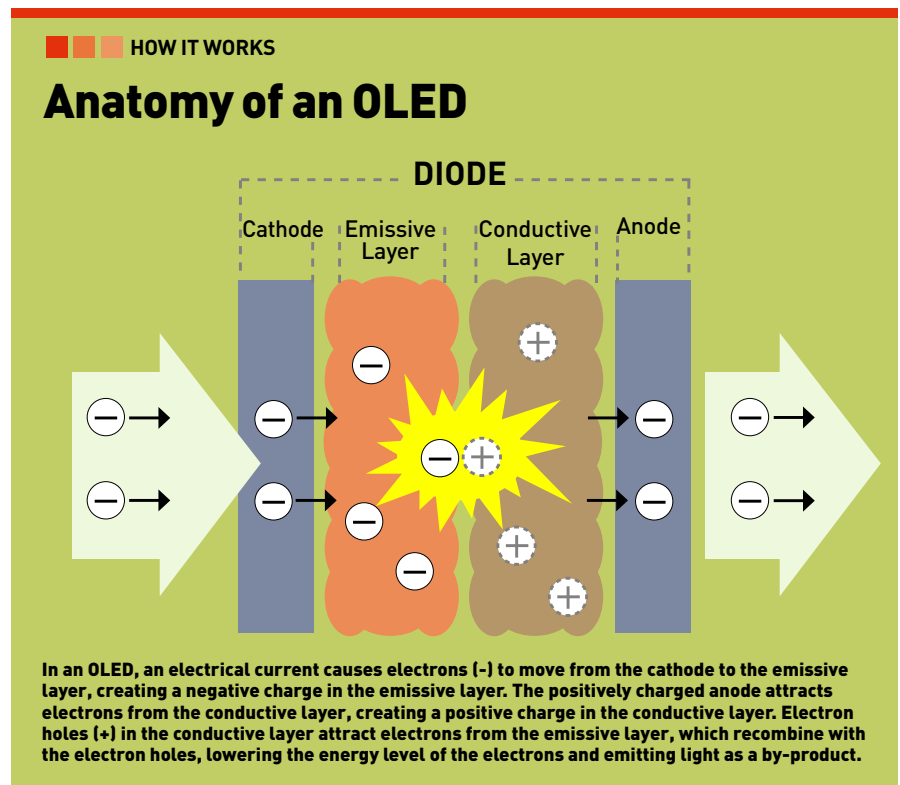 HOW IT WORKS
Anatomy of an OLED
DIODE
Cathode
Emissive
Layer
Conductive
Layer
Anode
In an OLED, an electrical current causes electrons (-) to move from the cathode to the emissive
layer, creating a negative charge in the emissive layer. The positively charged anode attracts
electrons from the conductive layer, creating a positive charge in the conductive layer. Electron
holes (+) in the conductive layer attract electrons from the emissive layer, which recombine with
the electron holes, lowering the energy level of the electrons and emitting light as a by-product.